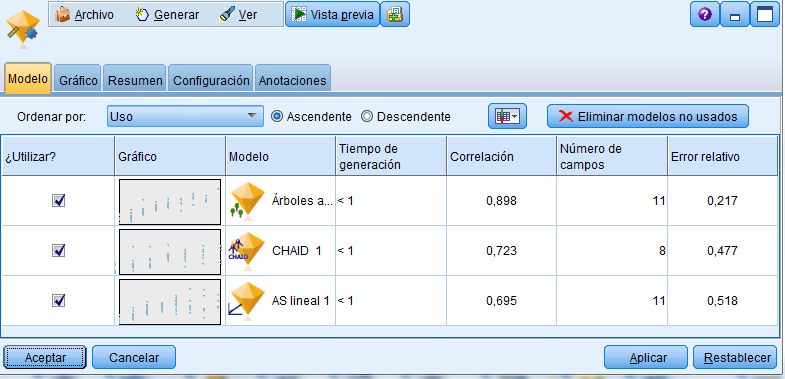 Archivo Generar Ver Vista previa
Modelo Gráfico Resumen Configuración Anotaciones
Ordenar por: Uso Ascendente Descendente Eliminar modelos no usados
¿Utilizar? Gráfico Modelo Tiempo de generación Correlación Número de campos Error relativo
Árboles a... < 1 0,898 11 0,217
CHAID CHAID 1 < 1 0,723 8 0,477
AS lineal 1 < 1 0,695 11 0,518
Aceptar Cancelar Aplicar Restablecer